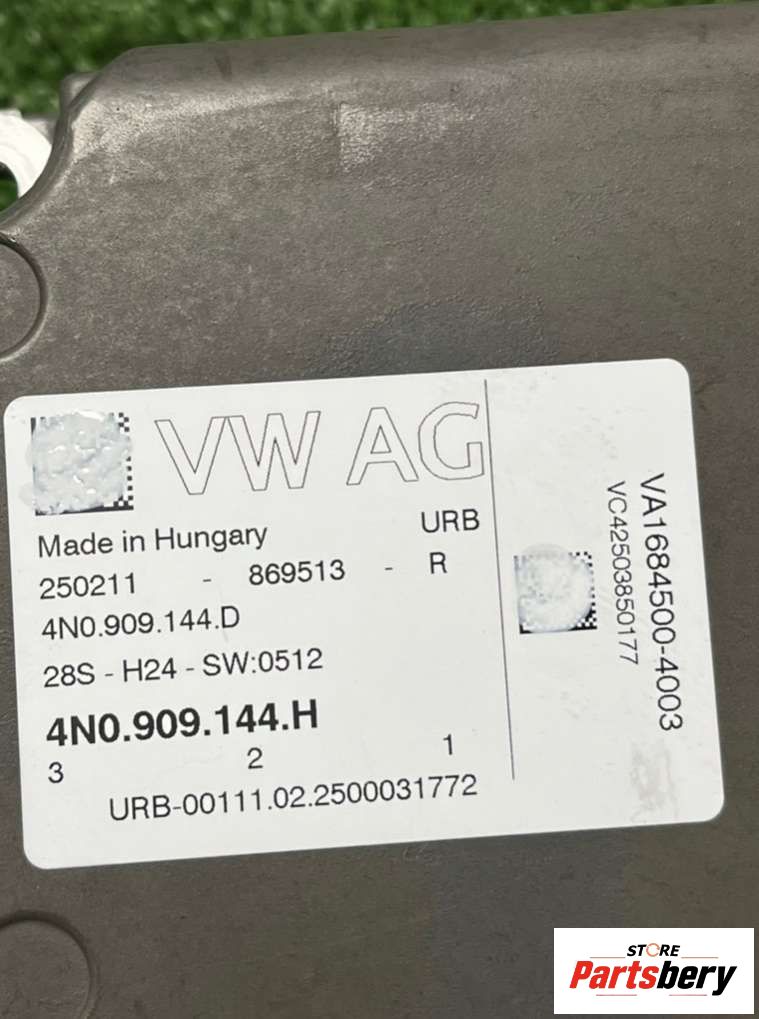 VW AG
Made in Hungary URB
250211 - 869513 - R
4N0.909.144.D
28S - H24 - SW:0512
4N0.909.144.H
3 2 1
URB-00111.02.2500031772
VA1684500-4003
VC42503850177
STORE
Partsbery